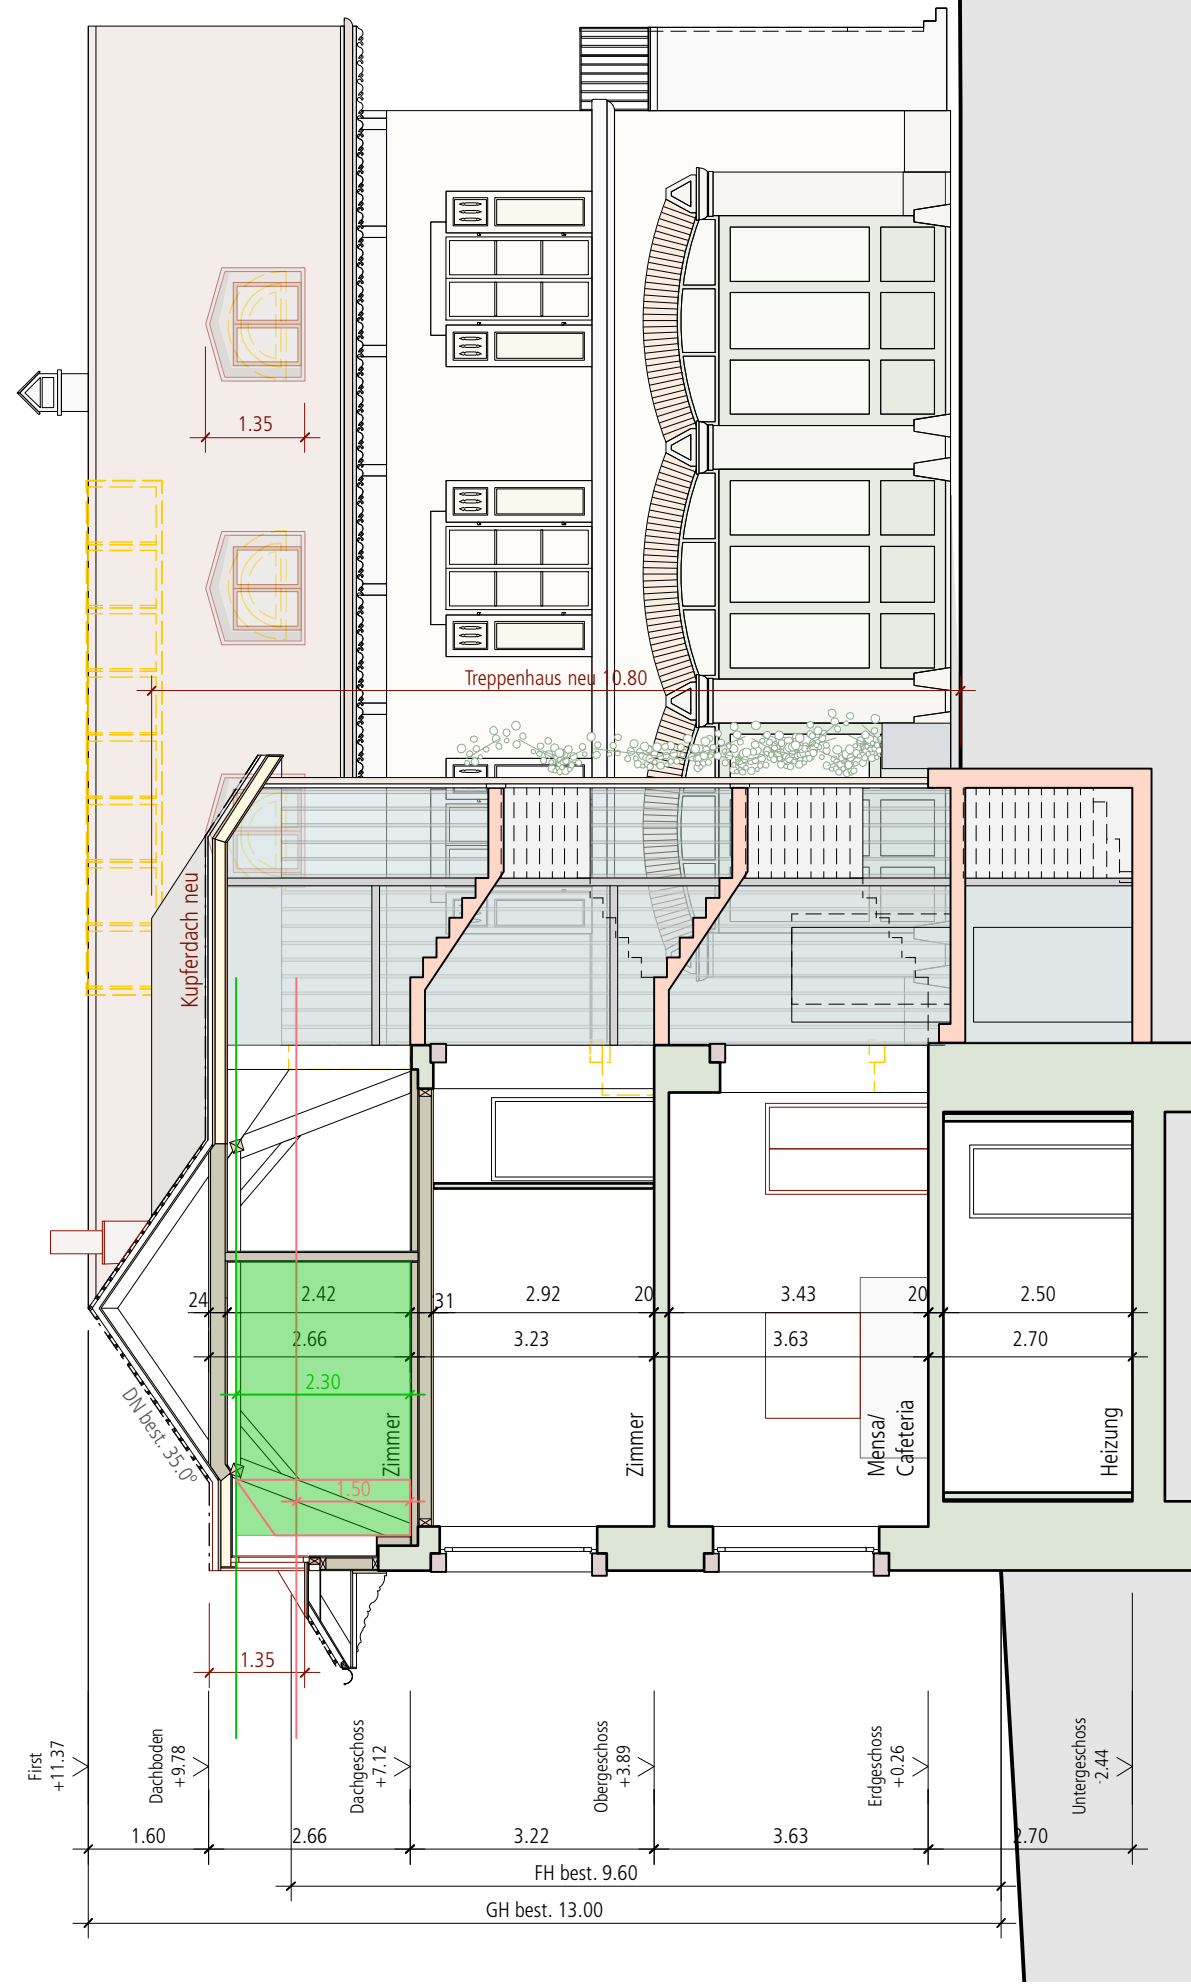 1.35
Treppenhaus neu 10.80
Kupferdach neu
24
2.42
31
2.92
20
3.43
20
2.50
2.66
3.23
3.63
2.70
2.30
DN best. 35.0°
Zimmer
Zimmer
Mensa/
Cafeteria
Heizung
1.50
1.35
First
+11.37
Dachboden
+9.78
Dachgeschoss
+7.12
Obergeschoss
+3.89
Erdgeschoss
+0.26
Untergeschoss
-2.44
1.60
2.66
3.22
3.63
2.70
FH best. 9.60
GH best. 13.00